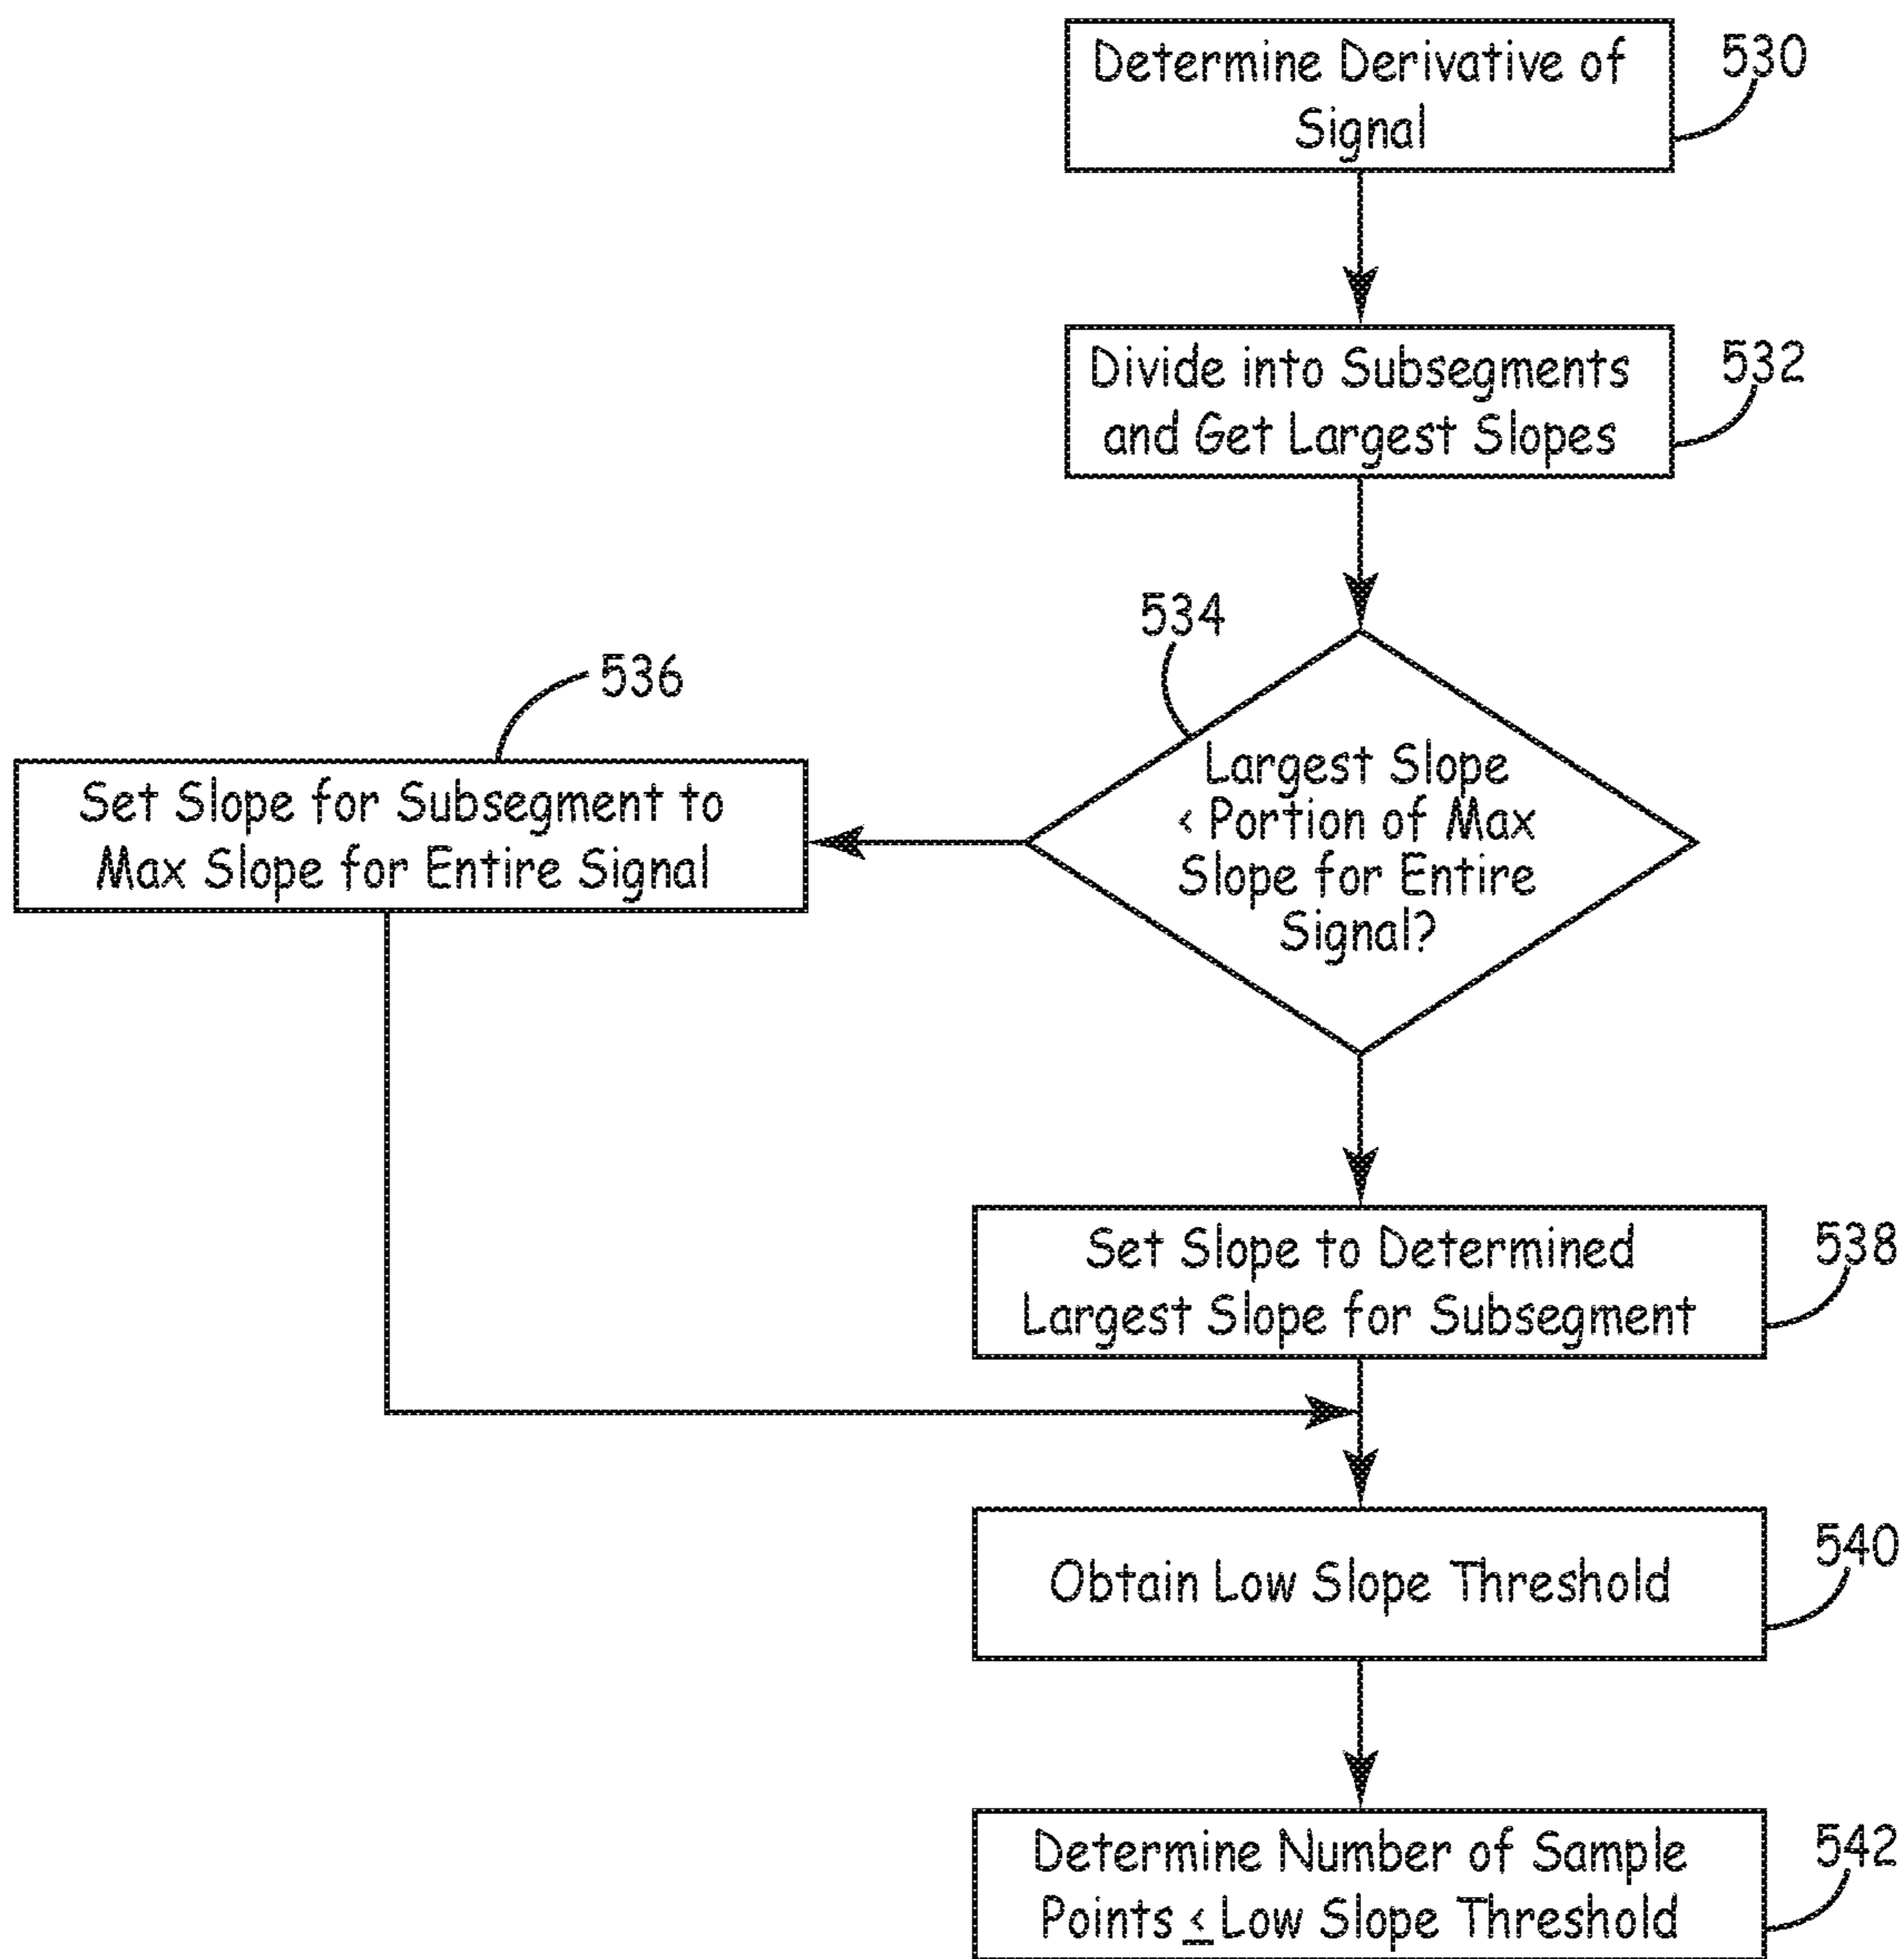 Determine Derivative of
Signal
530
Divide into Subsegments
and Get Largest Slopes
532
534
Largest Slope
< Portion of Max
Slope for Entire
Signal?
536
Set Slope for Subsegment to
Max Slope for Entire Signal
Set Slope to Determined
Largest Slope for Subsegment
538
Obtain Low Slope Threshold
540
Determine Number of Sample
Points ≤ Low Slope Threshold
542